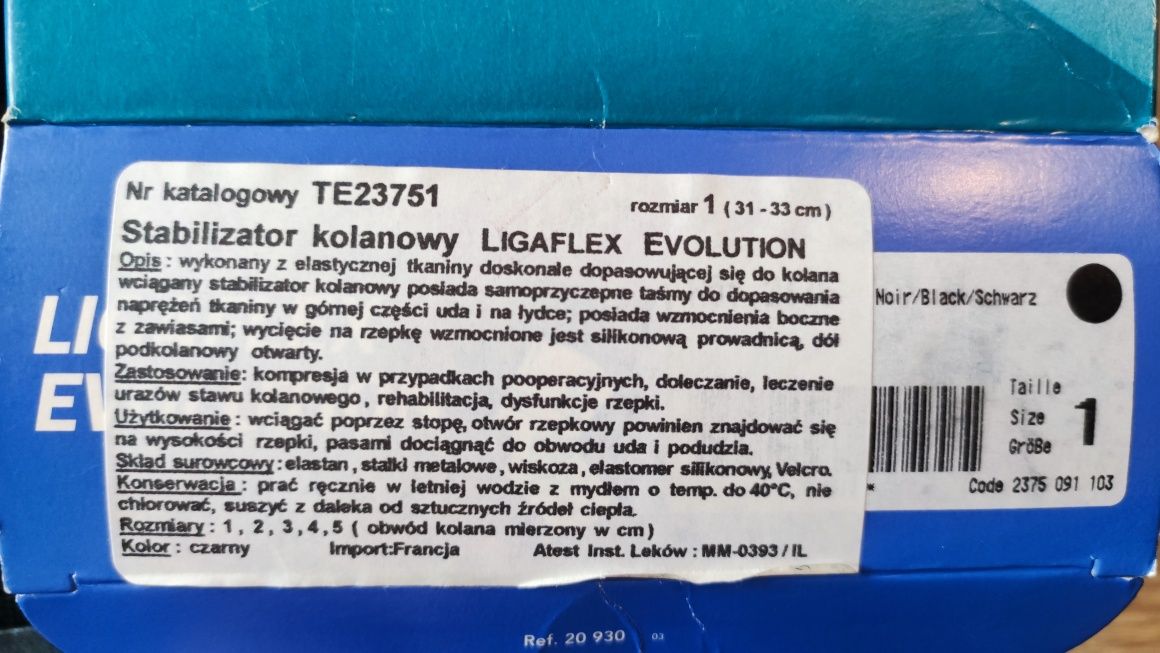 Nr katalogowy TE23751 rozmiar 1 ( 31 - 33 cm )
Stabilizator kolanowy LIGAFLEX EVOLUTION
Opis : wykonany z elastycznej tkaniny doskonale dopasowującej się do kolana
wciągany stabilizator kolanowy posiada samoprzyczepne taśmy do dopasowania
naprężeń tkaniny w górnej części uda i na łydce; posiada wzmocnienia boczne
z zawiasami; wycięcie na rzepkę wzmocnione jest silikonową prowadnicą, dół
podkolanowy otwarty.
Zastosowanie: kompresja w przypadkach pooperacyjnych, doleczanie, leczenie
urazów stawu kolanowego , rehabilitacja, dysfunkcje rzepki.
Użytkowanie : wciągać poprzez stopę, otwór rzepkowy powinien znajdować się
na wysokości rzepki, pasami dociągnąć do obwodu uda i podudzia.
Skład surowcowy : elastan , stalki metalowe , wiskoza , elastomer silikonowy, Velcro.
Konserwacja : prać ręcznie w letniej wodzie z mydłem o temp. do 40°C, nie
chlorować, suszyć z daleka od sztucznych źródeł ciepła.
Rozmiary : 1 , 2 , 3 , 4 , 5 ( obwód kolana mierzony w cm )
Kolor : czarny Import:Francja Atest Inst. Leków : MM-0393 / IL
LI
EV
Noir/Black/Schwarz
Taille
Size 1
Größe
* Code 2375 091 103
Ref. 20 930 03